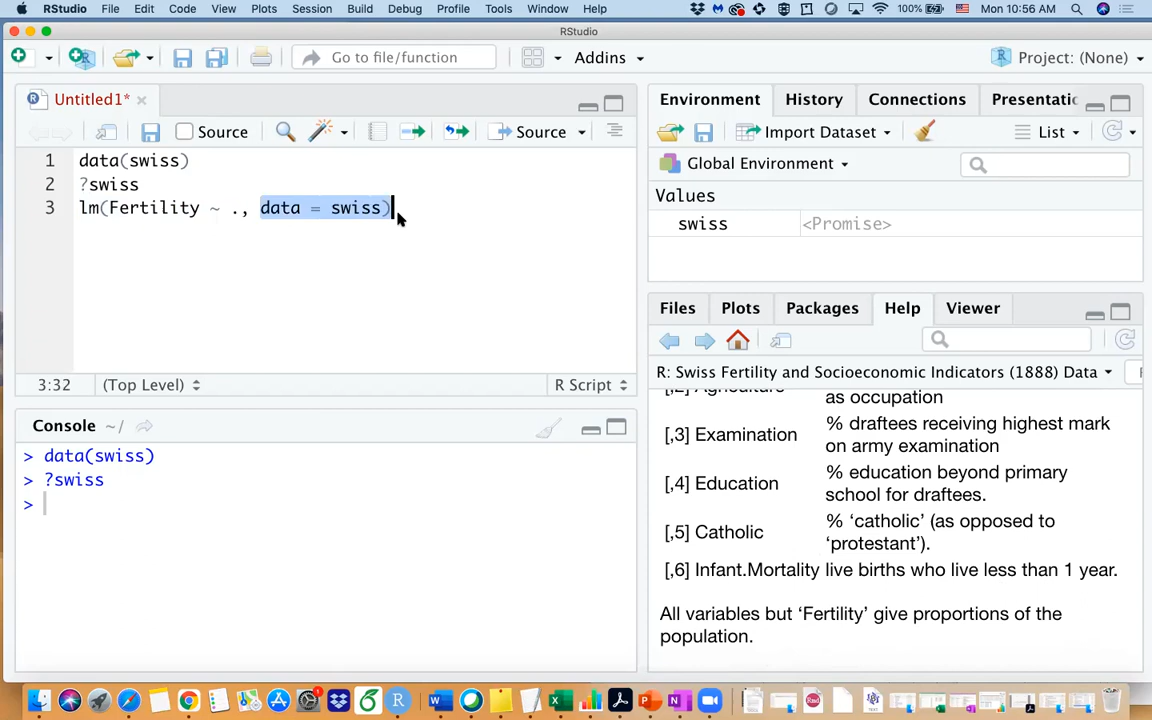 RStudio File Edit Code View Plots Session Build Debug Profile Tools Window Help 100% Mon 10:56 AM
RStudio
Go to file/function Addins Project: (None)
Untitled1*
Source Source
1 data(swiss)
2 ?swiss
3 lm(Fertility ~ ., data = swiss)
3:32 (Top Level) R Script
Console ~/
> data(swiss)
> ?swiss
>
Environment History Connections Presentatic
Import Dataset List
Global Environment
Values
swiss <Promise>
Files Plots Packages Help Viewer
R: Swiss Fertility and Socioeconomic Indicators (1888) Data
[,2] Agriculture as occupation
[,3] Examination % draftees receiving highest mark
on army examination
[,4] Education % education beyond primary
school for draftees.
[,5] Catholic % ‘catholic’ (as opposed to
‘protestant’).
[,6] Infant.Mortality live births who live less than 1 year.
All variables but ‘Fertility’ give proportions of the
population.